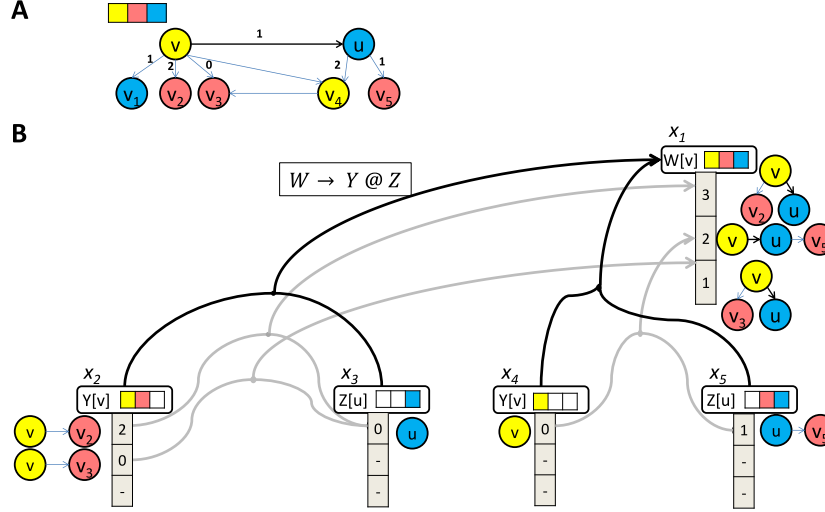 A
v 1 u
1 2 0 2 1
v1 v2 v3 v4 v5
B
x1
W[v]
W → Y @ Z
v
3
v2 u
2 v u v5
v
1
v3 u
x2 x3 x4 x5
Y[v] Z[u] Y[v] Z[u]
v v2 2 0 u v 0 1 u v5
v v3 0 - - -
- - - -